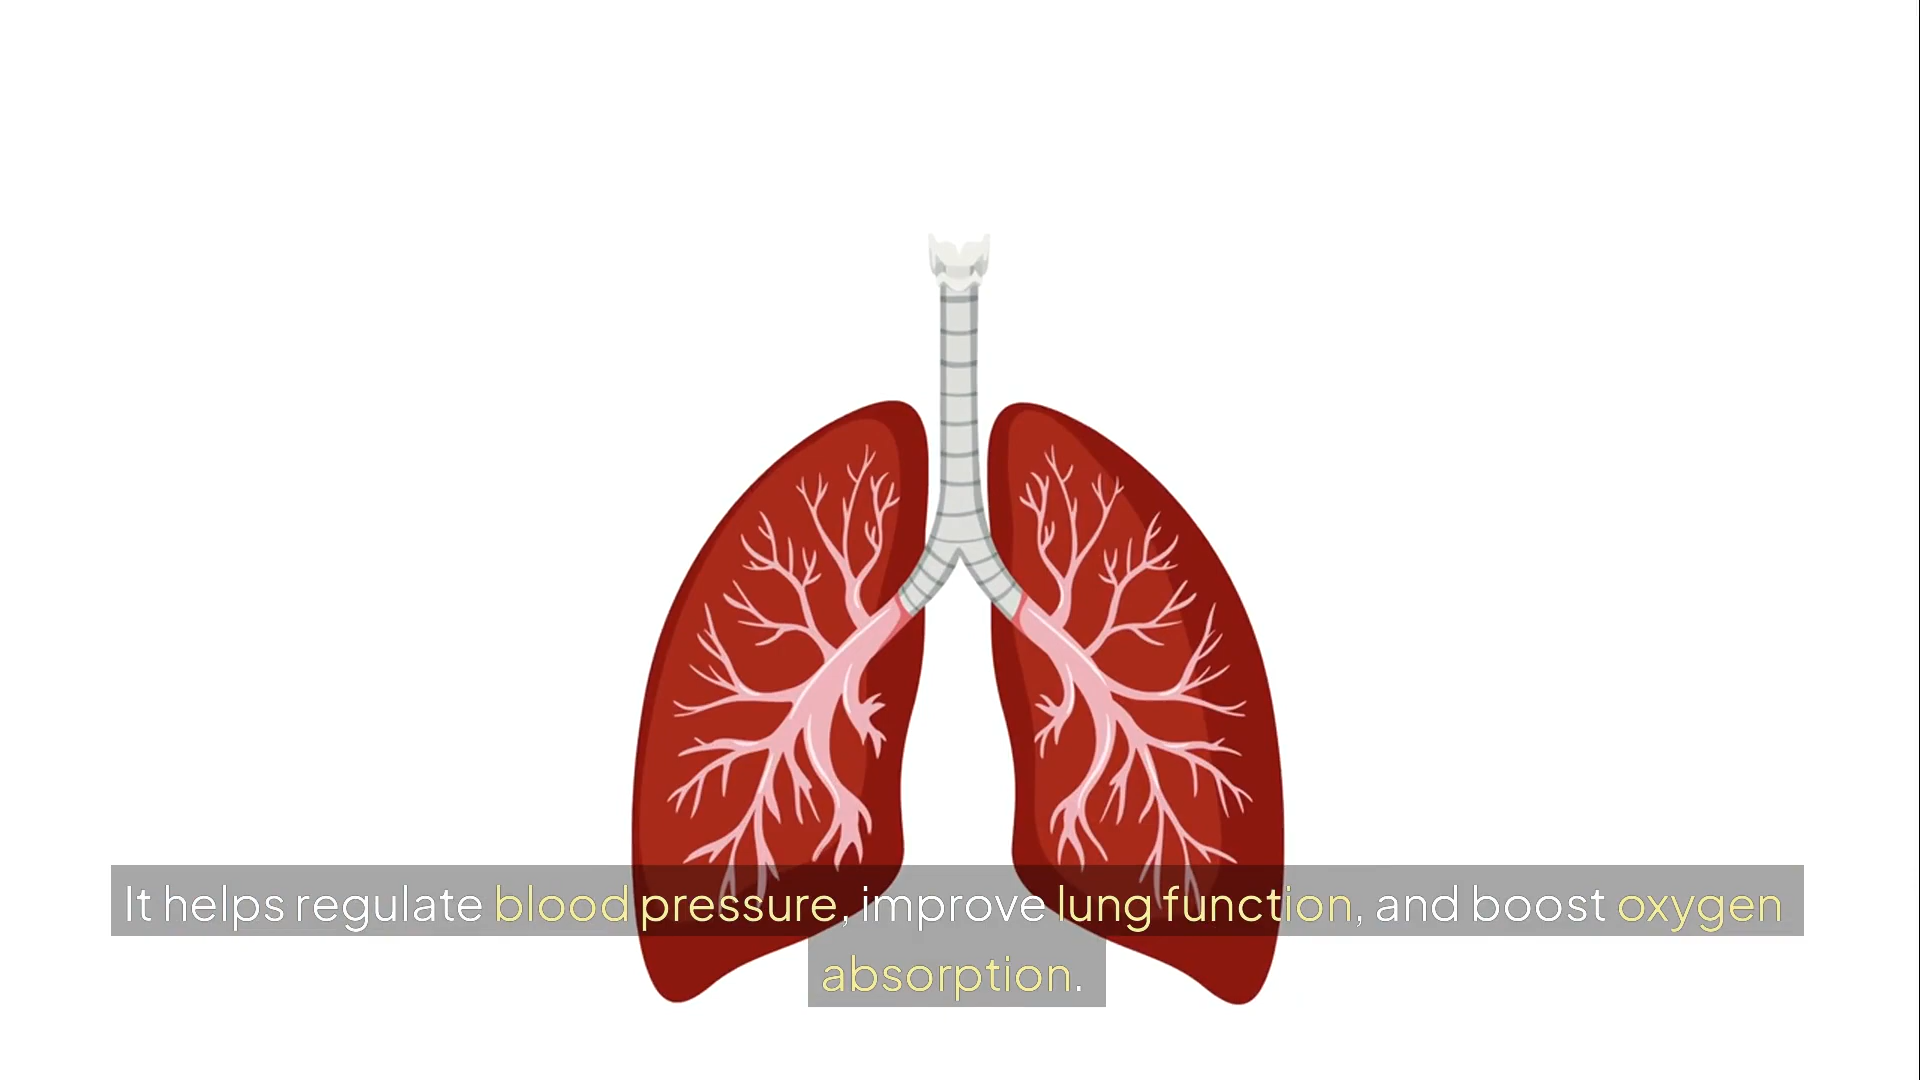 It helps regulate blood pressure, improve lung function, and boost oxygen
absorption.